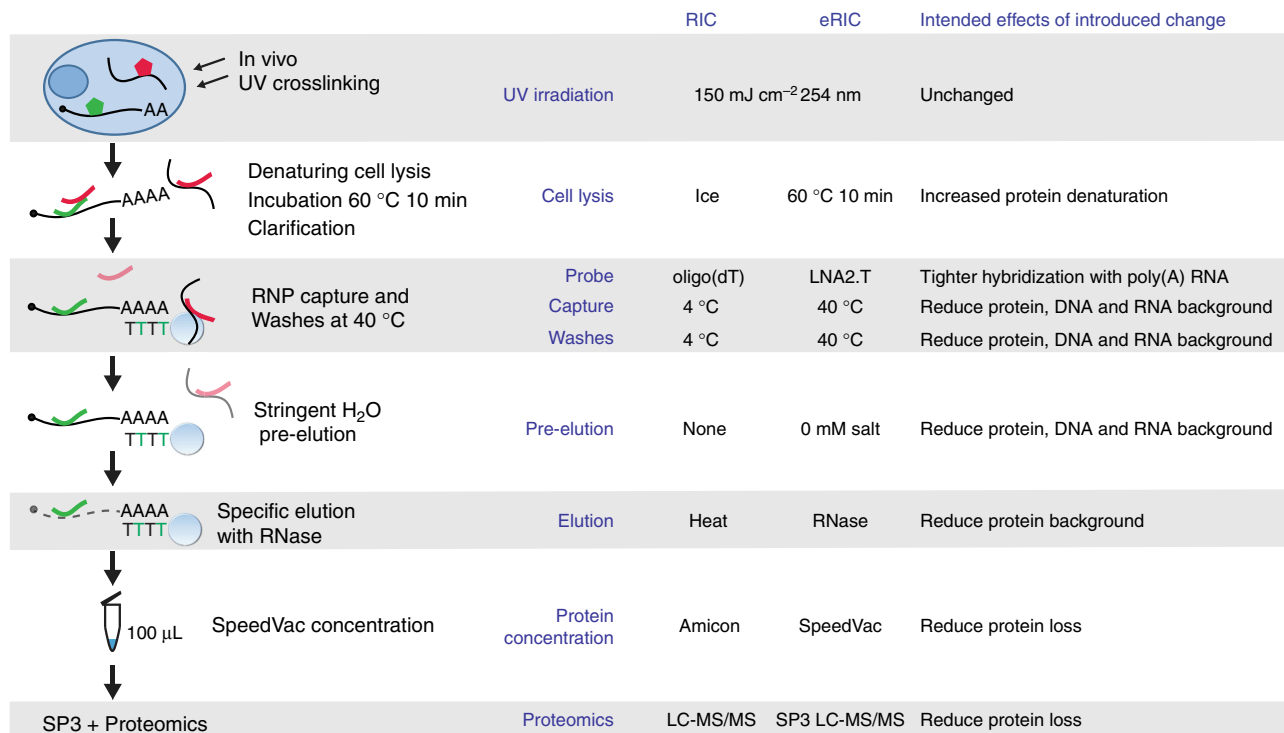 RIC eRIC Intended effects of introduced change
In vivo
UV crosslinking
AA
UV irradiation 150 mJ cm⁻² 254 nm Unchanged
Denaturing cell lysis
Incubation 60 °C 10 min
Clarification
AAAA
Cell lysis Ice 60 °C 10 min Increased protein denaturation
AAAA
TTTT
RNP capture and
Washes at 40 °C
Probe oligo(dT) LNA2.T Tighter hybridization with poly(A) RNA
Capture 4 °C 40 °C Reduce protein, DNA and RNA background
Washes 4 °C 40 °C Reduce protein, DNA and RNA background
AAAA
TTTT
Stringent H₂O
pre-elution
Pre-elution None 0 mM salt Reduce protein, DNA and RNA background
AAAA
TTTT
Specific elution
with RNase
Elution Heat RNase Reduce protein background
100 µL
SpeedVac concentration
Protein
concentration Amicon SpeedVac Reduce protein loss
SP3 + Proteomics
Proteomics LC-MS/MS SP3 LC-MS/MS Reduce protein loss